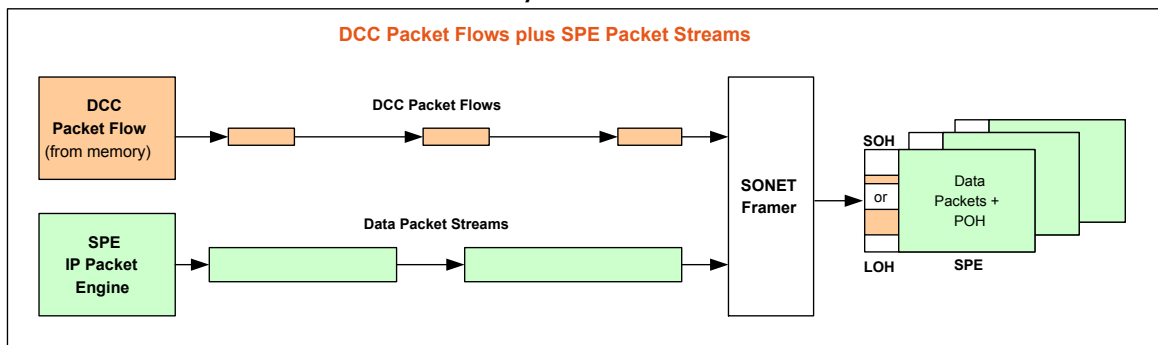 DCC Packet Flows plus SPE Packet Streams
DCC
Packet Flow
(from memory)
DCC Packet Flows
SPE
IP Packet
Engine
Data Packet Streams
SONET
Framer
SOH
or
LOH
Data
Packets +
POH
SPE